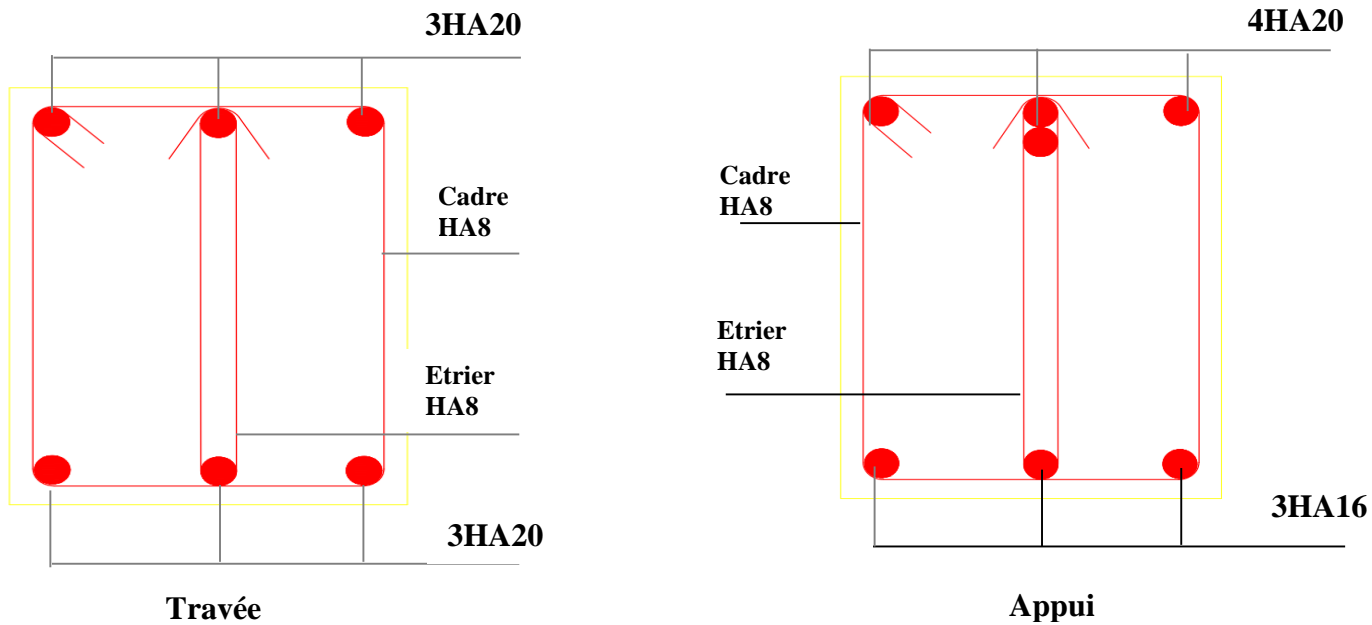 3HA20
Cadre
HA8
Etrier
HA8
3HA20
Travée
4HA20
Cadre
HA8
Etrier
HA8
3HA16
Appui